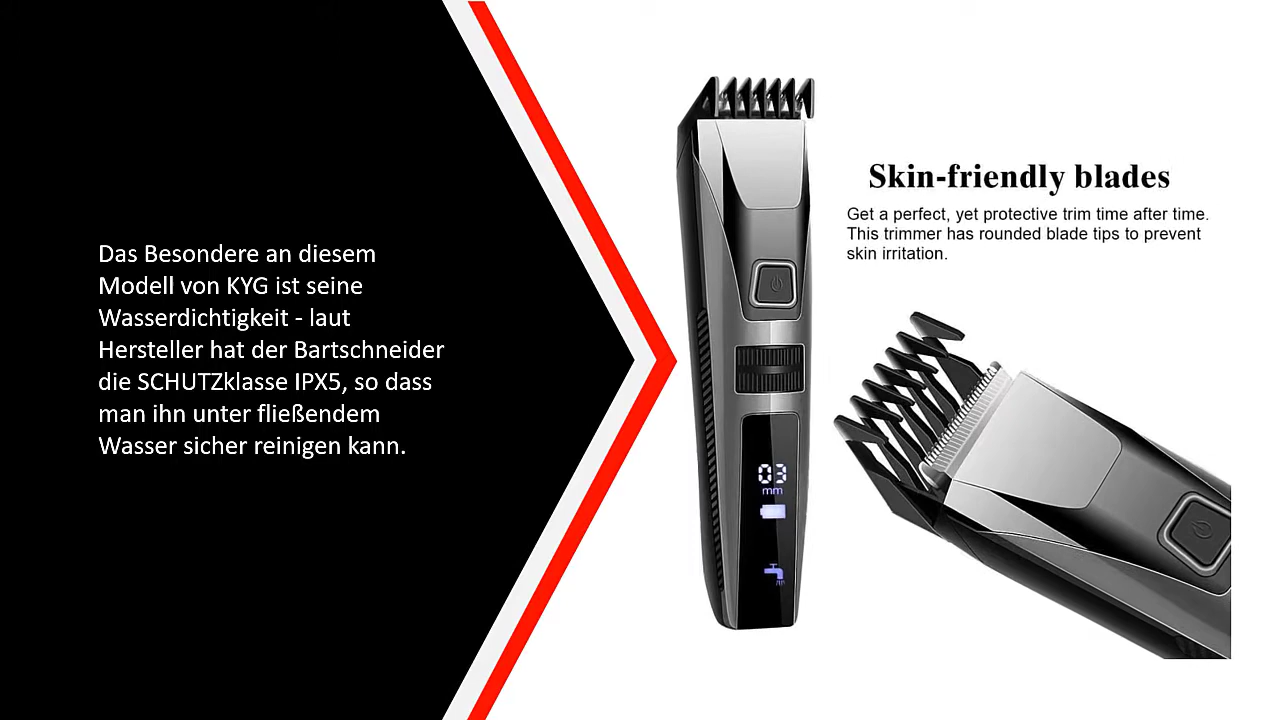 Das Besondere an diesem
Modell von KYG ist seine
Wasserdichtigkeit - laut
Hersteller hat der Bartschneider
die SCHUTZklasse IPX5, so dass
man ihn unter fließendem
Wasser sicher reinigen kann.
Skin-friendly blades
Get a perfect, yet protective trim time after time.
This trimmer has rounded blade tips to prevent
skin irritation.
03
mm